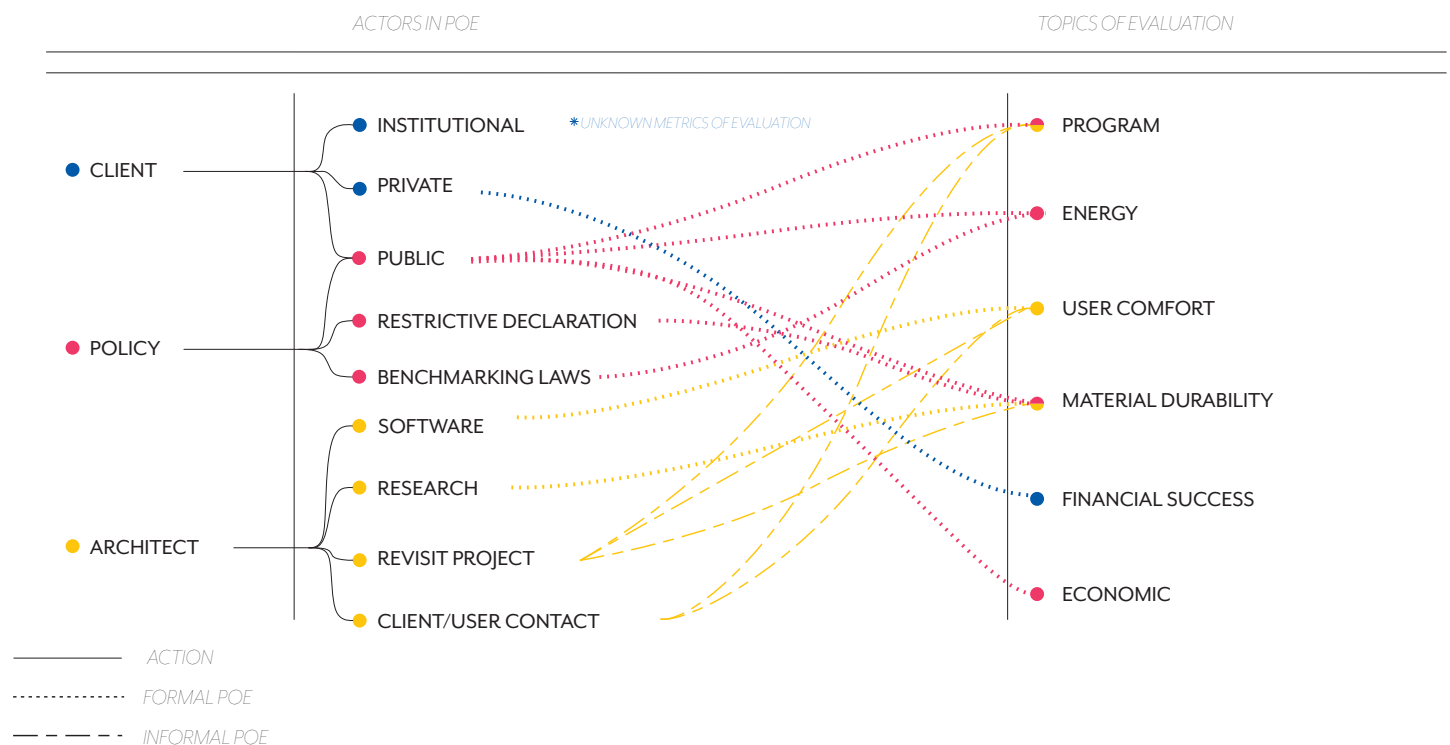 ACTORS IN POE
TOPICS OF EVALUATION
CLIENT
POLICY
ARCHITECT
INSTITUTIONAL
*UNKNOWN METRICS OF EVALUATION
PRIVATE
PUBLIC
RESTRICTIVE DECLARATION
BENCHMARKING LAWS
SOFTWARE
RESEARCH
REVISIT PROJECT
CLIENT/USER CONTACT
PROGRAM
ENERGY
USER COMFORT
MATERIAL DURABILITY
FINANCIAL SUCCESS
ECONOMIC
ACTION
FORMAL POE
INFORMAL POE